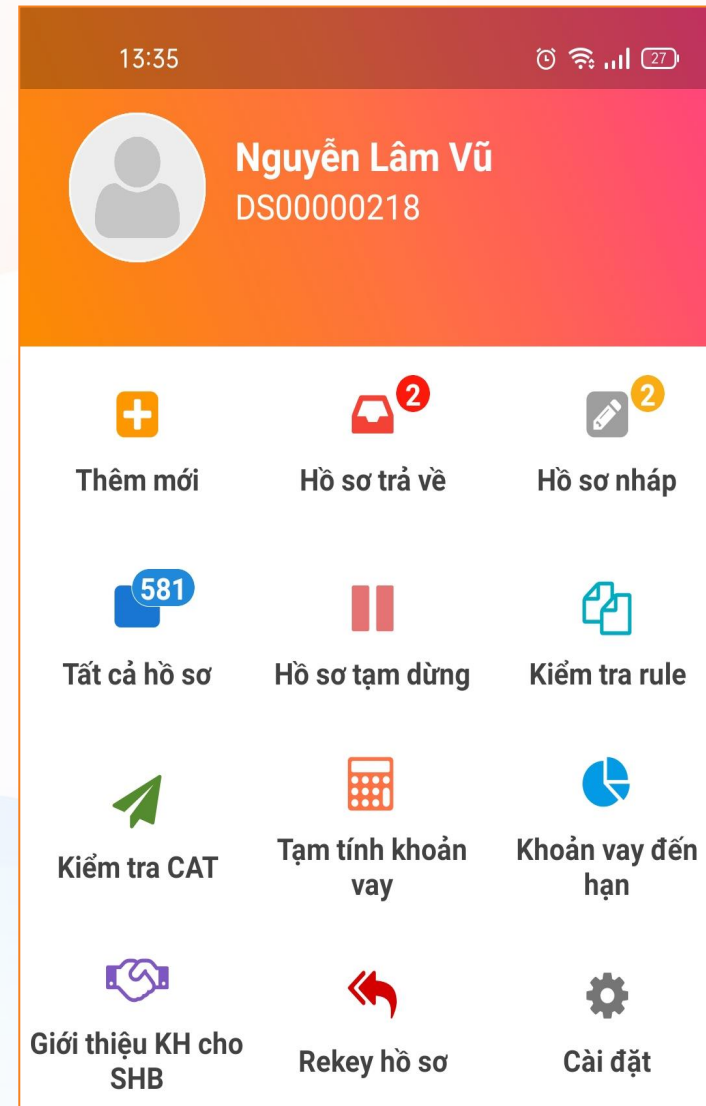 13:35
27
Nguyễn Lâm Vũ
DS00000218
2
2
Thêm mới
Hồ sơ trả về
Hồ sơ nháp
581
Tất cả hồ sơ
Hồ sơ tạm dừng
Kiểm tra rule
Kiểm tra CAT
Tạm tính khoản
vay
Khoản vay đến
hạn
Giới thiệu KH cho
SHB
Rekey hồ sơ
Cài đặt